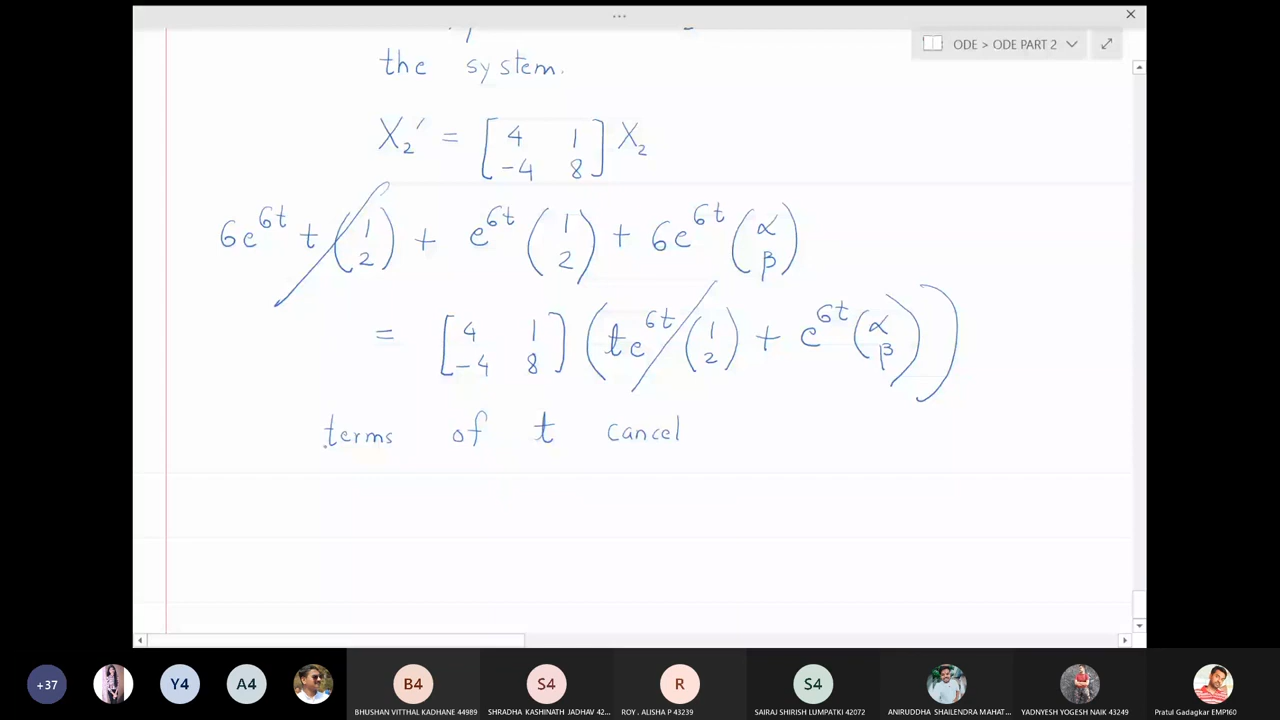 ODE > ODE PART 2
the system.
X₂′ = [4 1; -4 8] X₂
6e^{6t} t (1 2) + e^{6t} (1 2) + 6e^{6t} (α β)
= [4 1; -4 8] (te^{6t} (1 2) + e^{6t} (α β))
terms of t cancel
+37 Y4 A4 B4 S4 R S4
BHUSHAN VITTHAL KADHANE 44989 SHRADHA KASHINATH JADHAV 42... ROY . ALISHA P 43239 SAIRAJ SHIRISH LUMPATKI 42072 ANIRUDDHA SHAILENDRA MAHAT... YADNYESH YOGESH NAIK 43249 Pratul Gadagkar EMP160